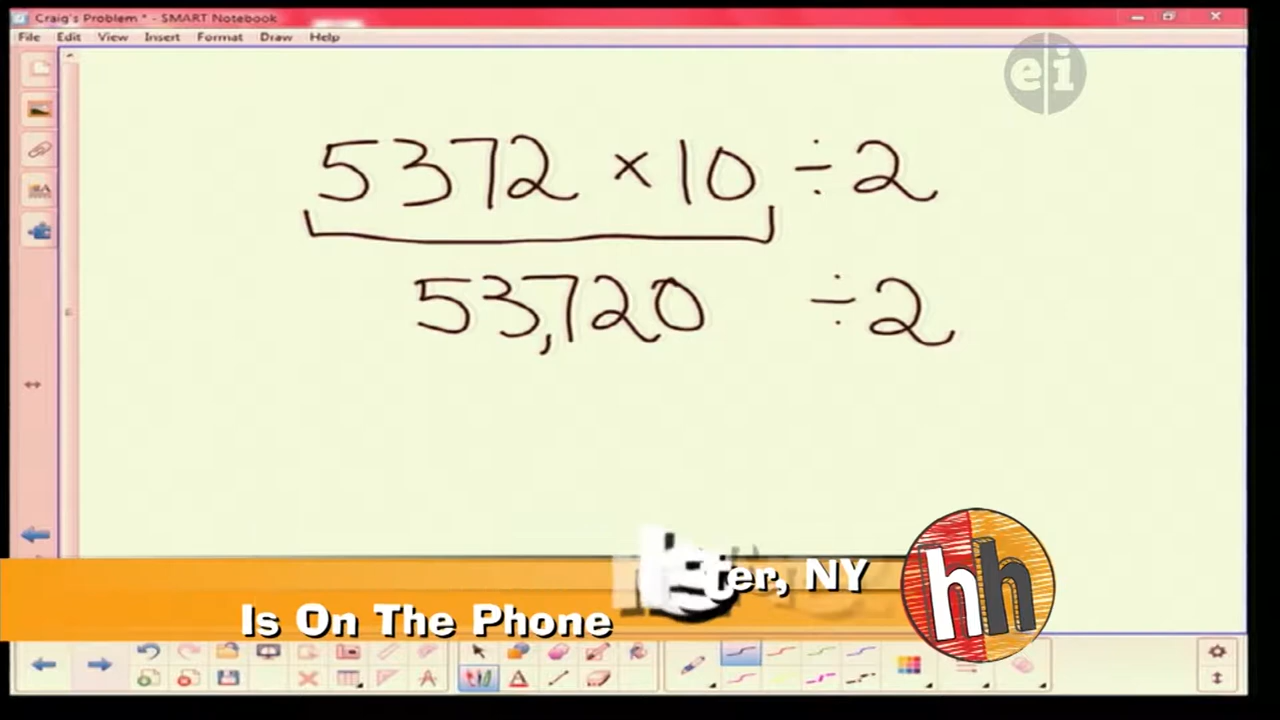 Craig's Problem * - SMART Notebook
File Edit View Insert Format Draw Help
ei
5372 × 10 ÷ 2
53,720 ÷ 2
NY
Is On The Phone
hh